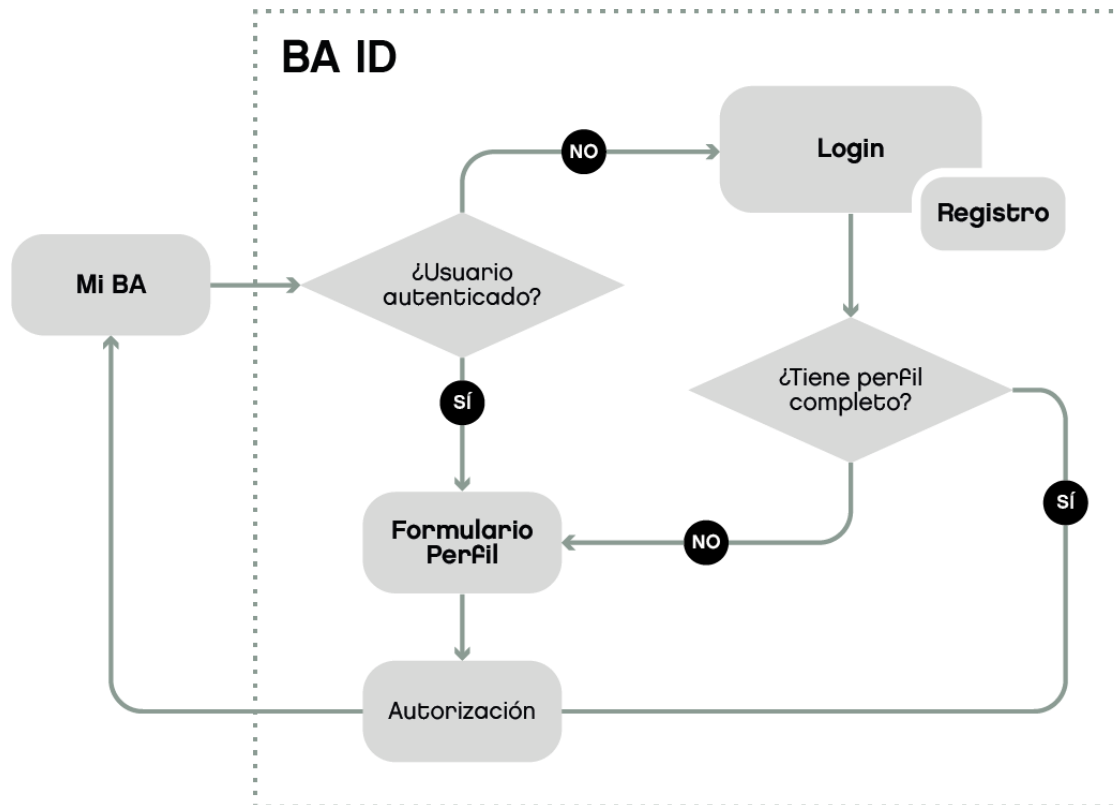 BA ID
NO
Login
Registro
Mi BA
¿Usuario
autenticado?
¿Tiene perfil
completo?
SÍ
SÍ
Formulario
Perfil
NO
Autorización